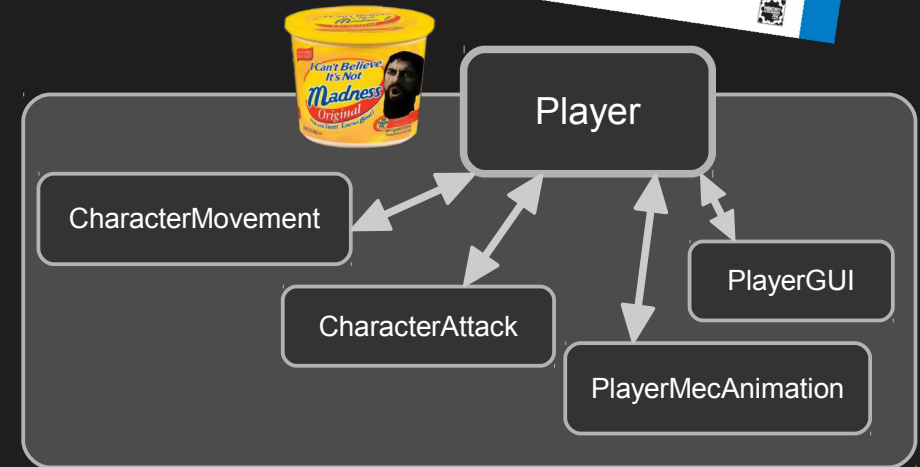 I Can't Believe
It's Not
Madness
Original
Player
CharacterMovement
PlayerGUI
CharacterAttack
PlayerMecAnimation